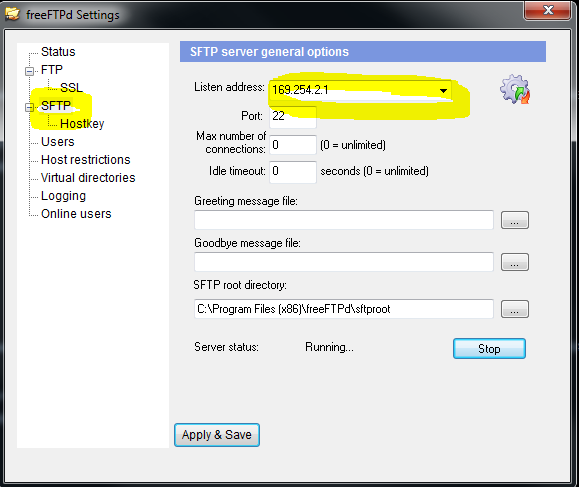 freeFTPd Settings
Status
FTP
SSL
SFTP
Hostkey
Users
Host restrictions
Virtual directories
Logging
Online users
SFTP server general options
Listen address: 169.254.2.1
Port: 22
Max number of
connections: 0 (0 = unlimited)
Idle timeout: 0 seconds (0 = unlimited)
Greeting message file:
...
Goodbye message file:
...
SFTP root directory:
C:\Program Files (x86)\freeFTPd\sftproot ...
Server status: Running... Stop
Apply & Save